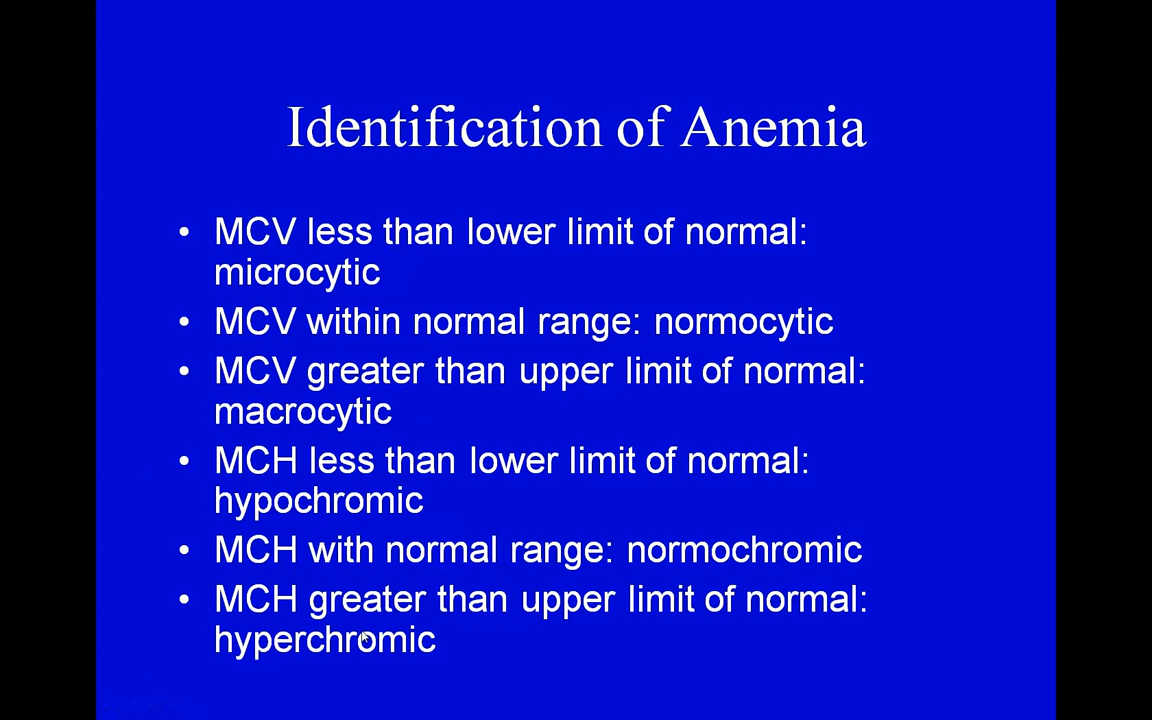 Identification of Anemia
• MCV less than lower limit of normal:
microcytic
• MCV within normal range: normocytic
• MCV greater than upper limit of normal:
macrocytic
• MCH less than lower limit of normal:
hypochromic
• MCH with normal range: normochromic
• MCH greater than upper limit of normal:
hyperchromic